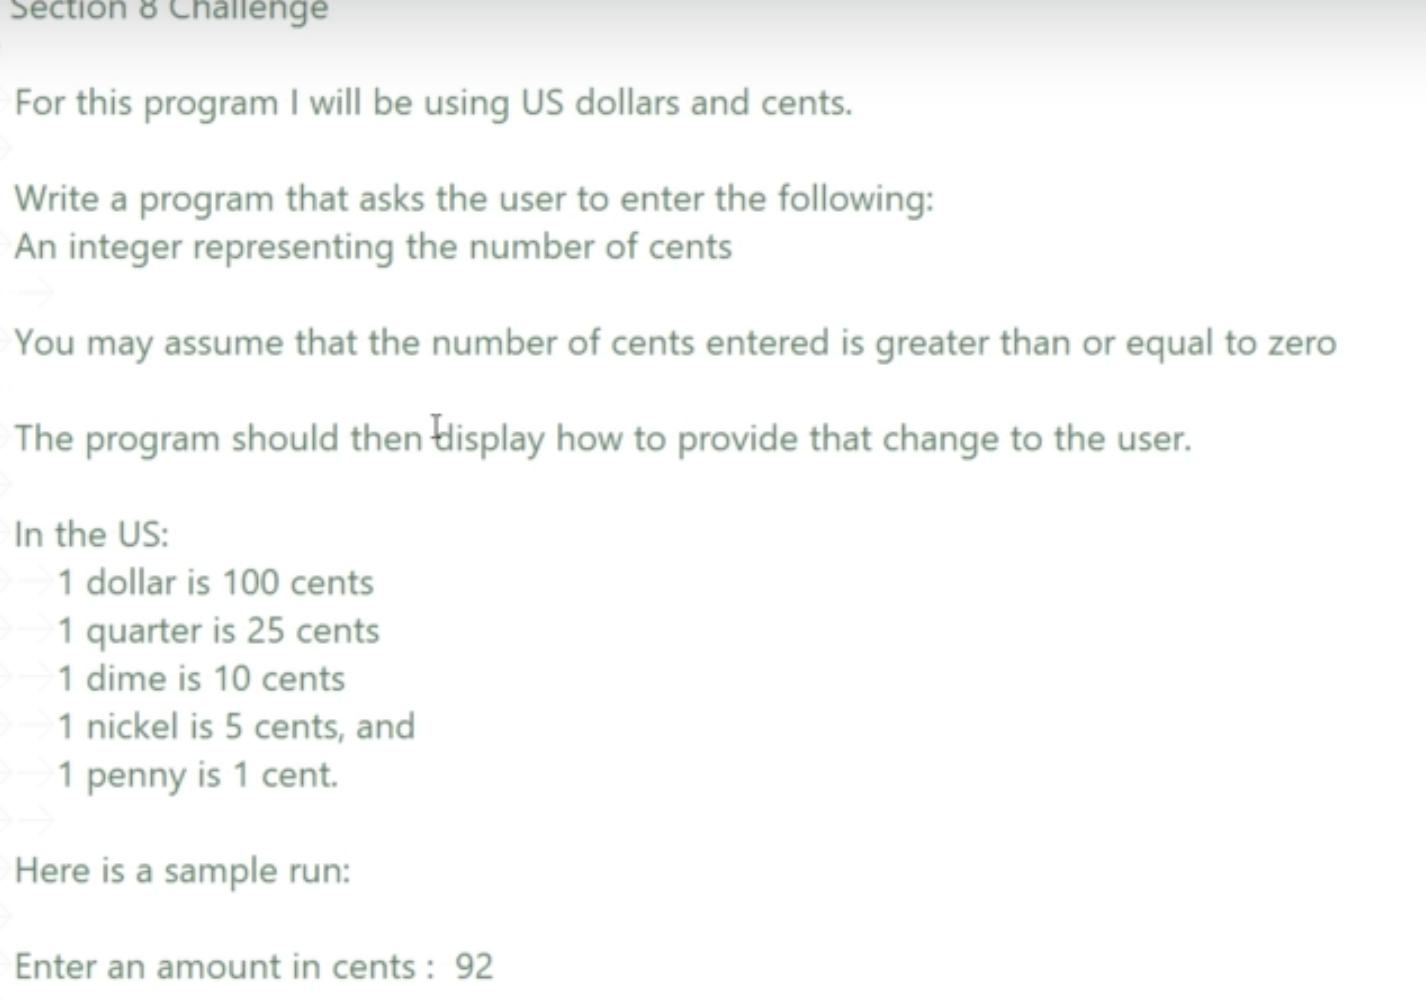 Section 8 Challenge
For this program I will be using US dollars and cents.
Write a program that asks the user to enter the following:
An integer representing the number of cents
You may assume that the number of cents entered is greater than or equal to zero
The program should then display how to provide that change to the user.
In the US:
1 dollar is 100 cents
1 quarter is 25 cents
1 dime is 10 cents
1 nickel is 5 cents, and
1 penny is 1 cent.
Here is a sample run:
Enter an amount in cents :  92